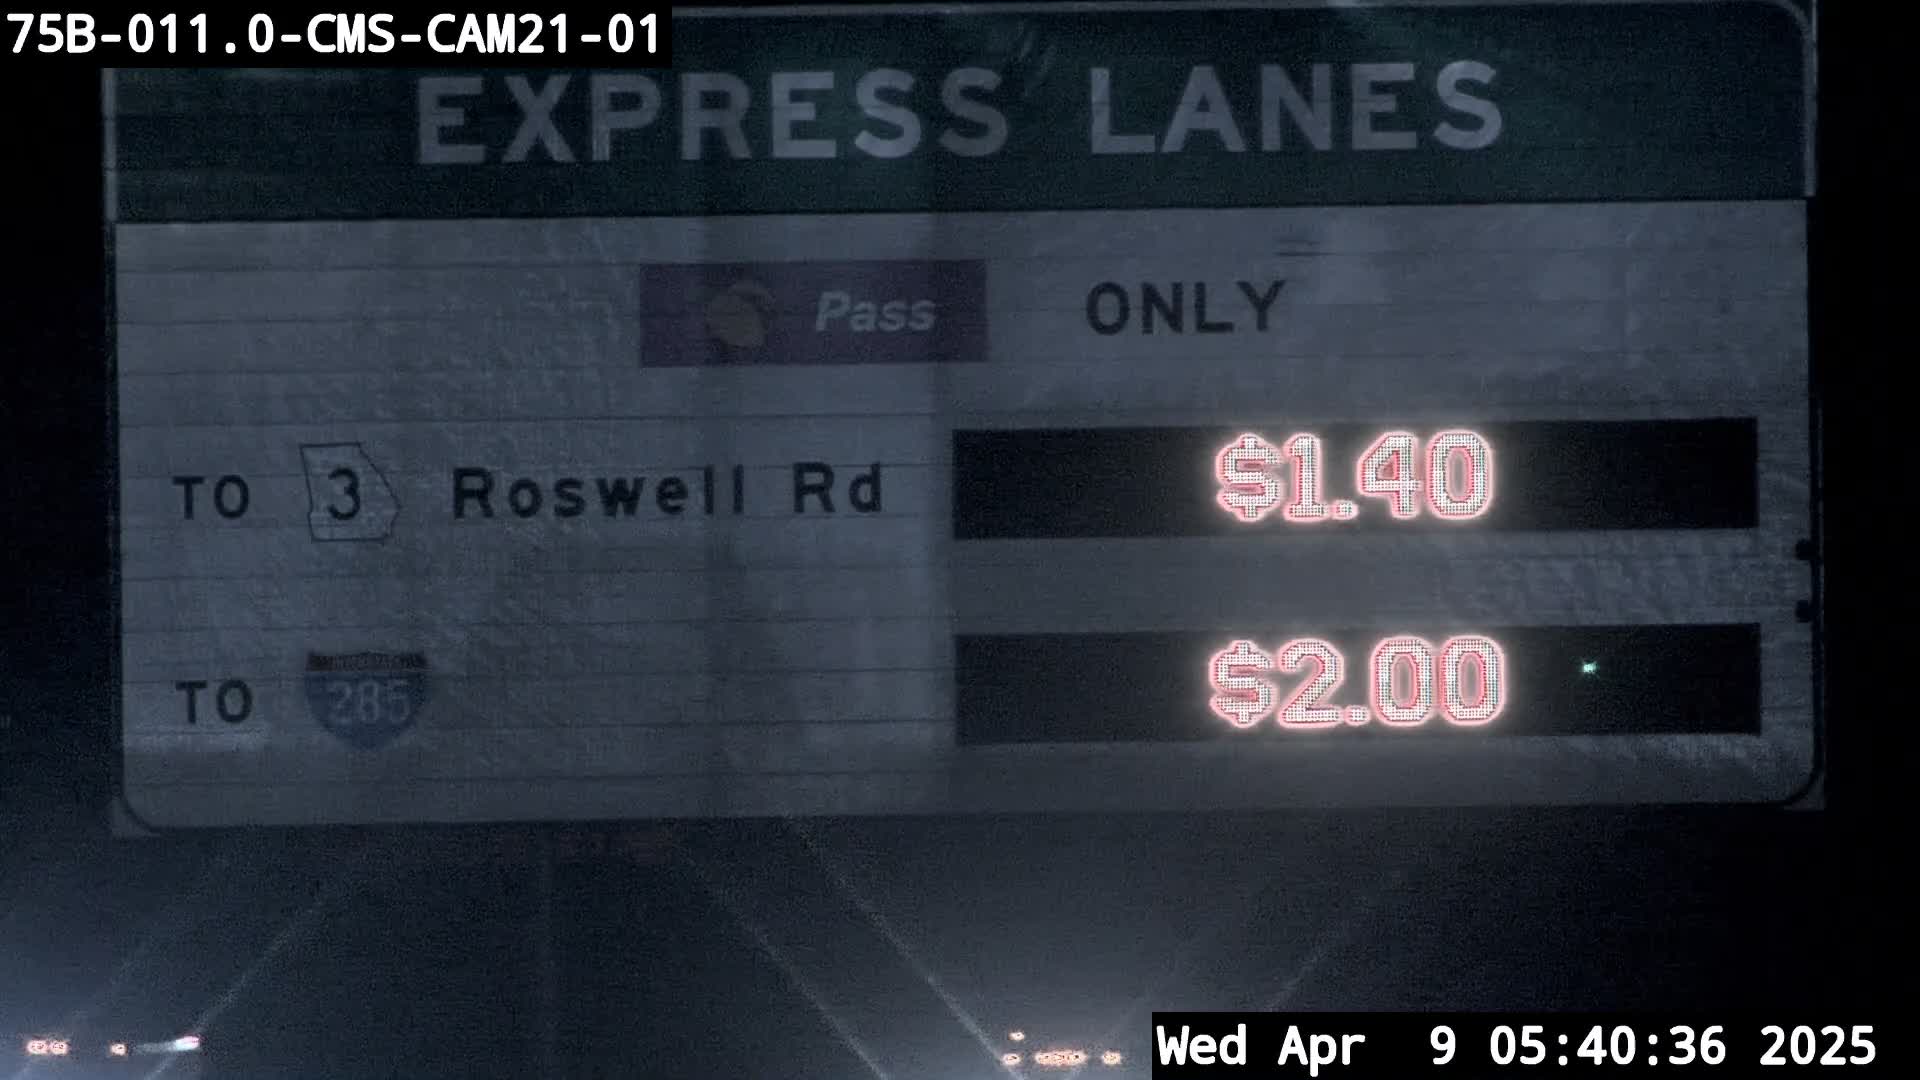 75B-011.0-CMS-CAM21-01
EXPRESS LANES
Pass ONLY
TO 3 Roswell Rd $1.40
TO 285 $2.00
Wed Apr 9 05:40:36 2025